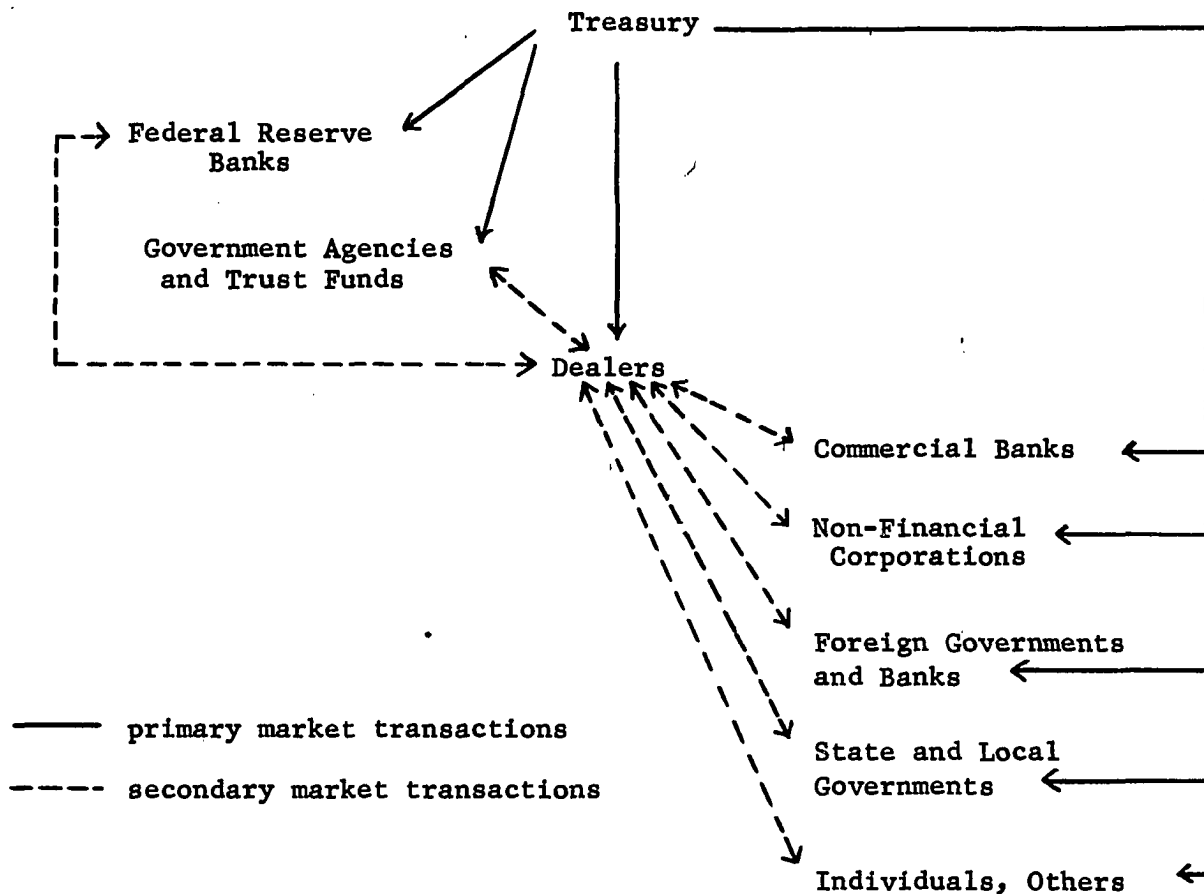 Treasury
Federal Reserve
Banks
Government Agencies
and Trust Funds
Dealers
Commercial Banks
Non-Financial
Corporations
Foreign Governments
and Banks
State and Local
Governments
Individuals, Others
primary market transactions
secondary market transactions